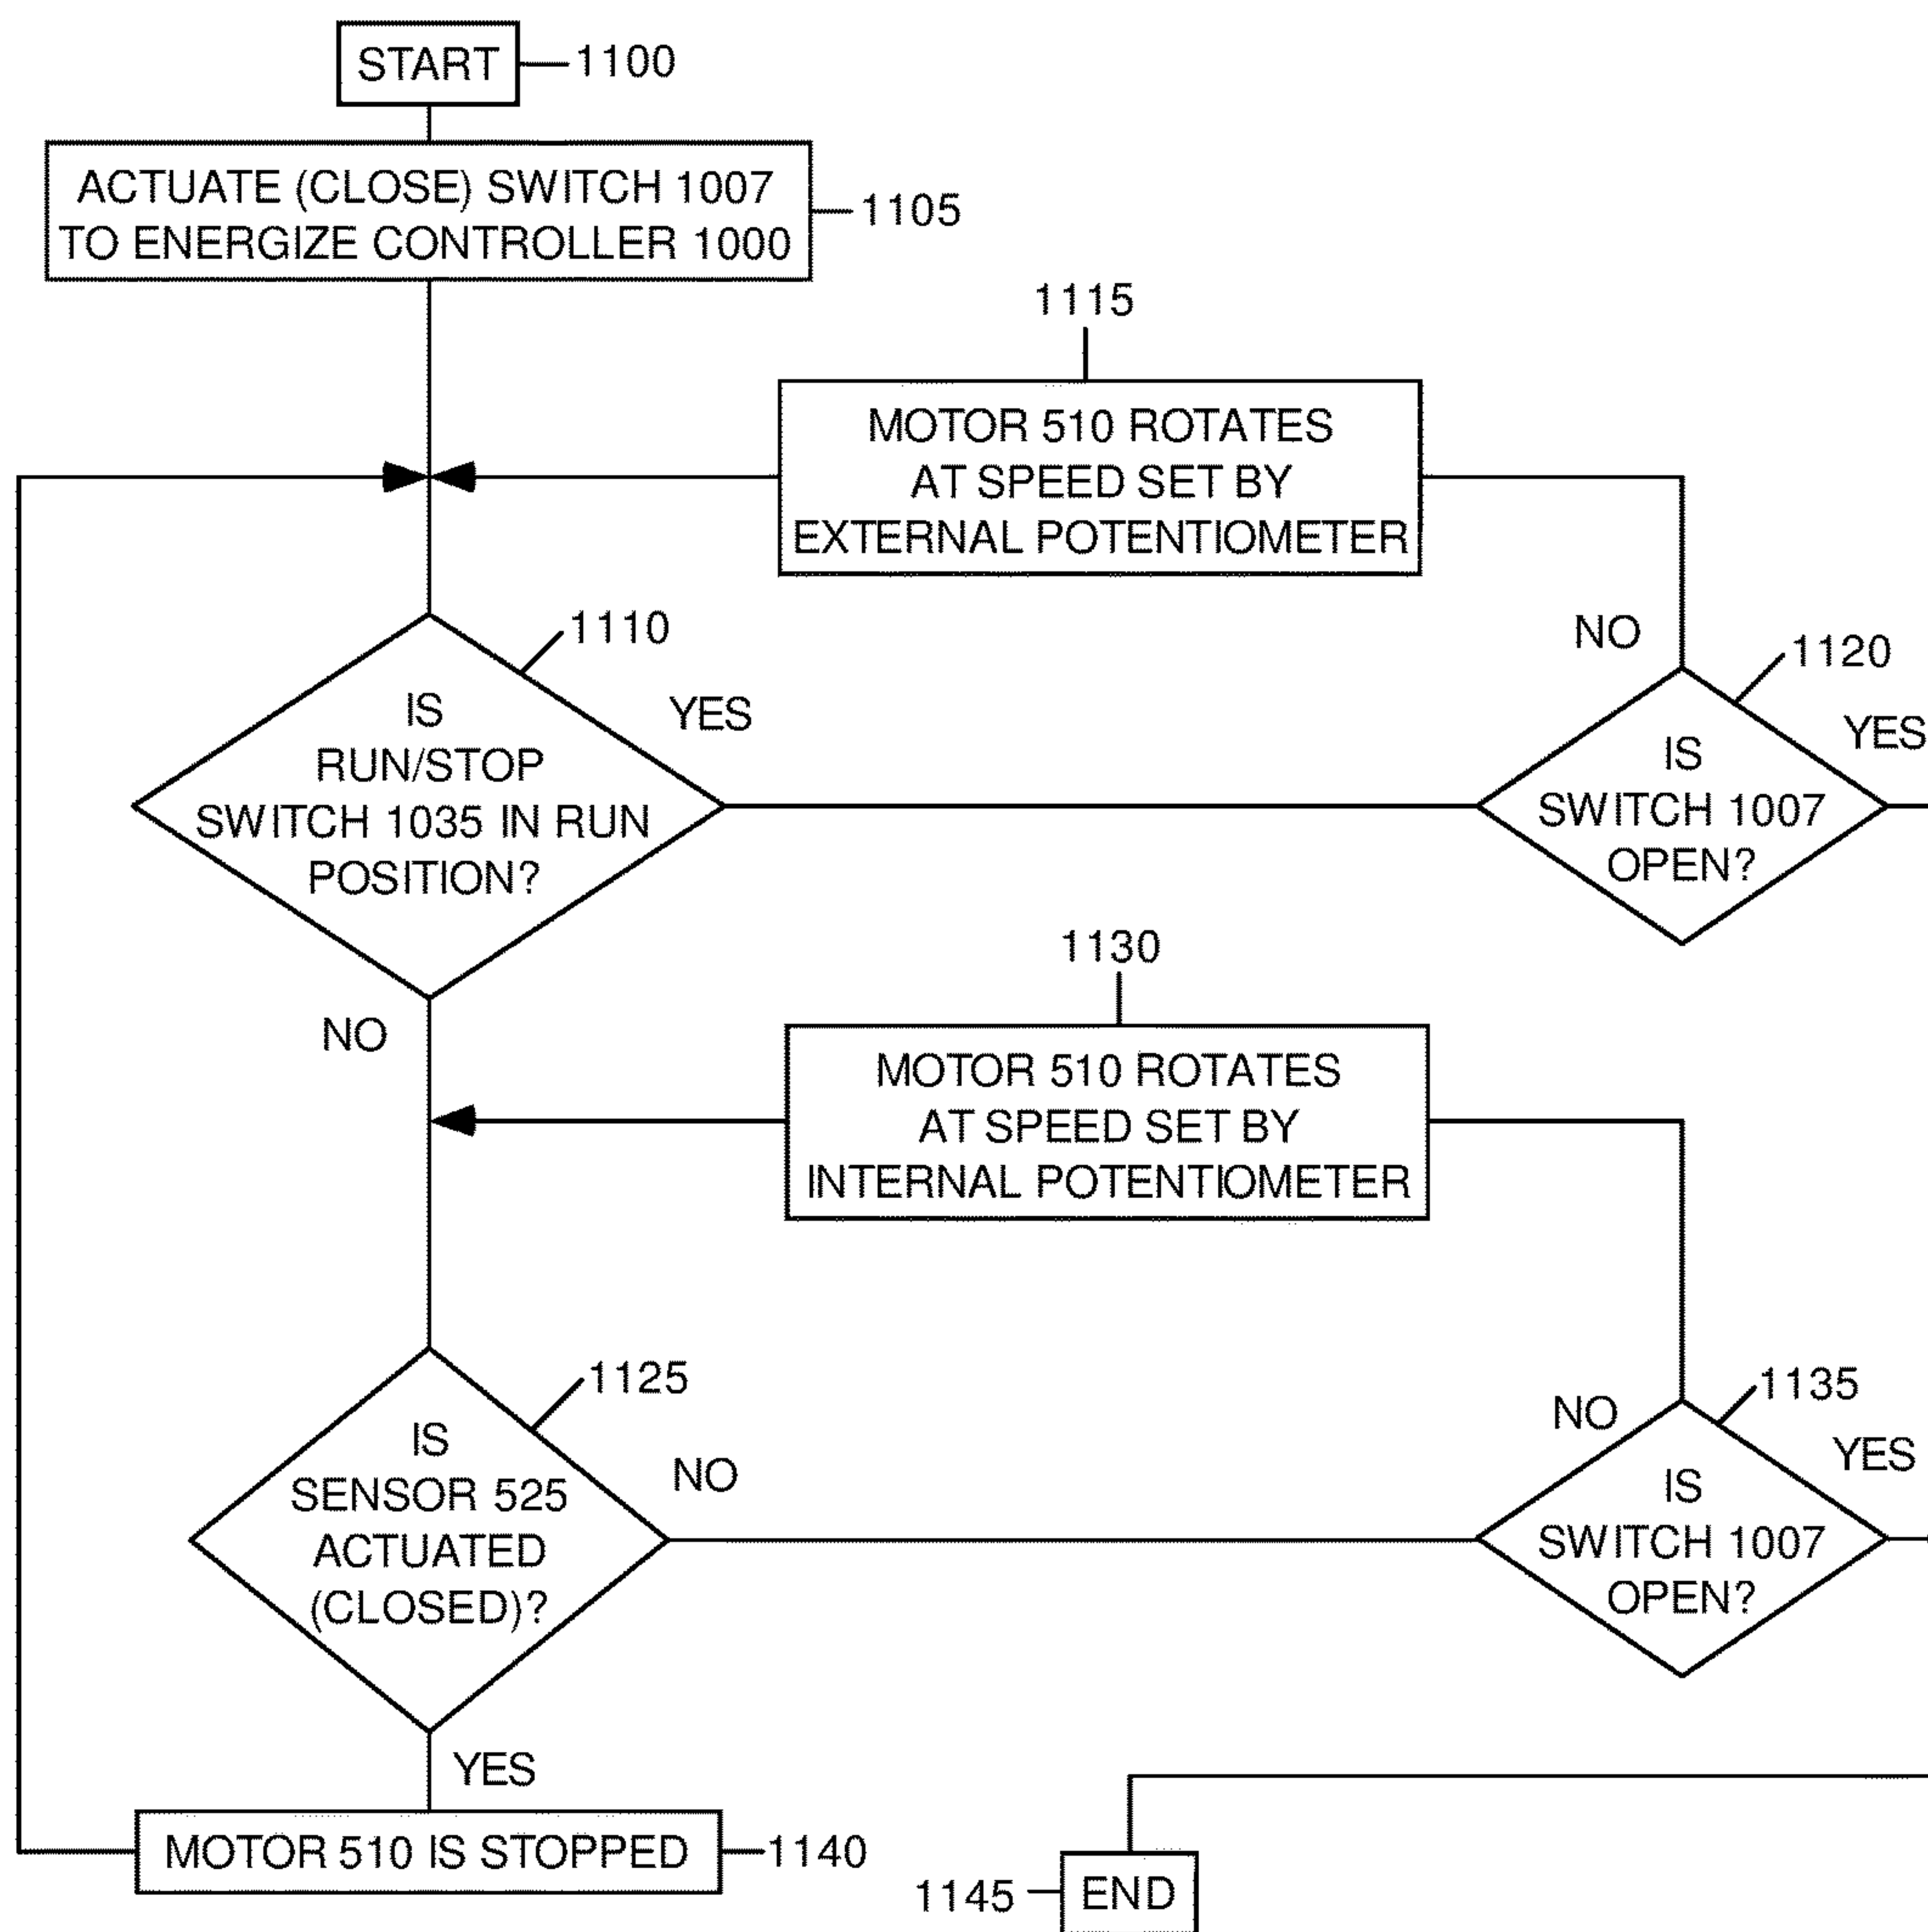 START
1100
ACTUATE (CLOSE) SWITCH 1007
TO ENERGIZE CONTROLLER 1000
1105
1115
MOTOR 510 ROTATES
AT SPEED SET BY
EXTERNAL POTENTIOMETER
1110
IS
RUN/STOP
SWITCH 1035 IN RUN
POSITION?
YES
NO
NO
1120
YES
IS
SWITCH 1007
OPEN?
1130
MOTOR 510 ROTATES
AT SPEED SET BY
INTERNAL POTENTIOMETER
1125
IS
SENSOR 525
ACTUATED
(CLOSED)?
NO
YES
NO
1135
YES
IS
SWITCH 1007
OPEN?
MOTOR 510 IS STOPPED
1140
1145
END